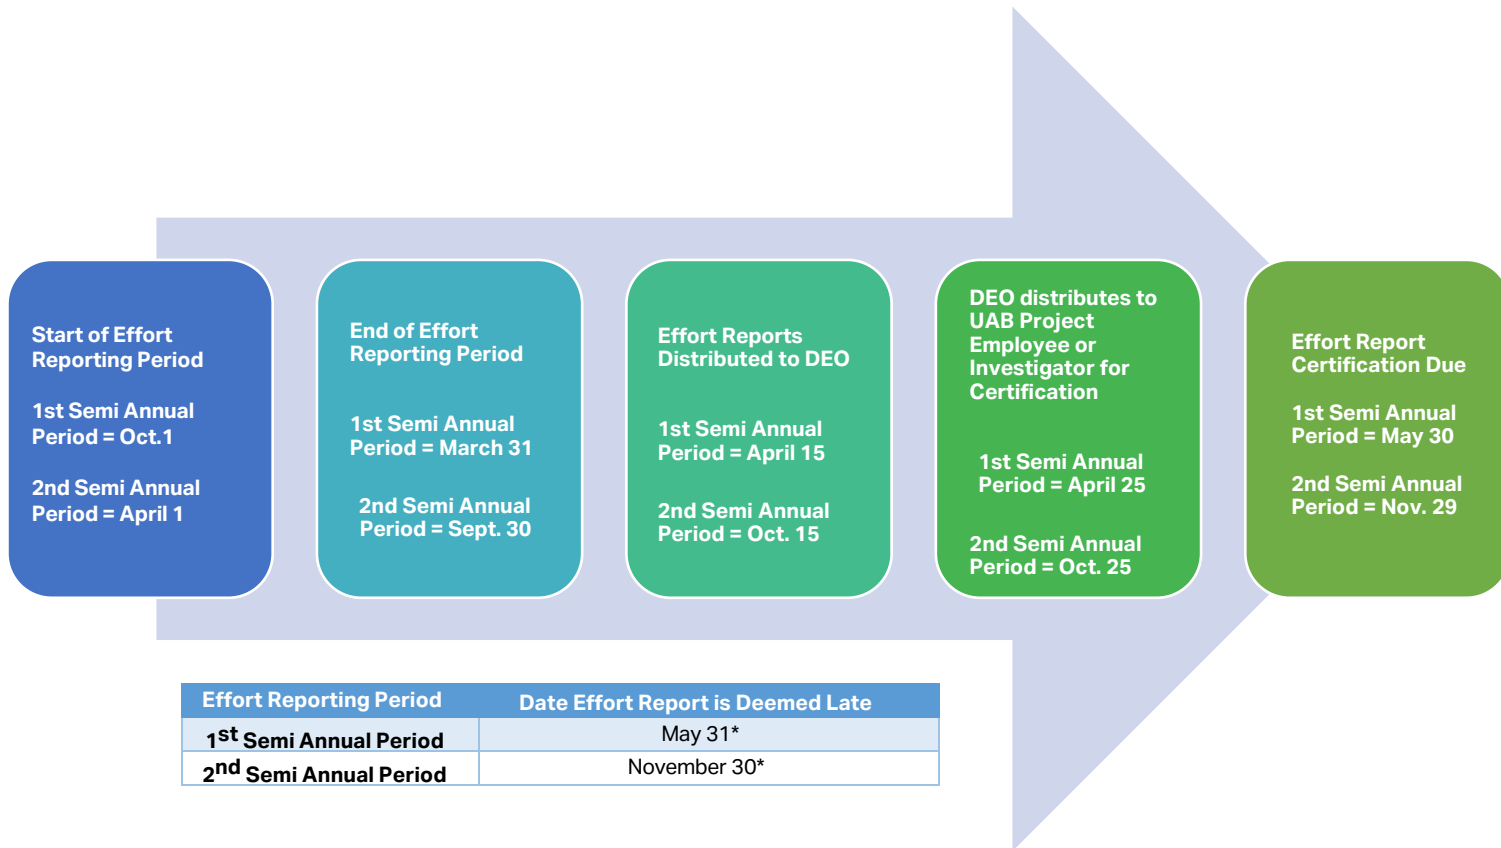 Start of Effort
Reporting Period
1st Semi Annual
Period = Oct.1
2nd Semi Annual
Period = April 1
End of Effort
Reporting Period
1st Semi Annual
Period = March 31
2nd Semi Annual
Period = Sept. 30
Effort Reports
Distributed to DEO
1st Semi Annual
Period = April 15
2nd Semi Annual
Period = Oct. 15
DEO distributes to
UAB Project
Employee or
Investigator for
Certification
1st Semi Annual
Period = April 25
2nd Semi Annual
Period = Oct. 25
Effort Report
Certification Due
1st Semi Annual
Period = May 30
2nd Semi Annual
Period = Nov. 29
Effort Reporting Period Date Effort Report is Deemed Late
1st Semi Annual Period May 31*
2nd Semi Annual Period November 30*